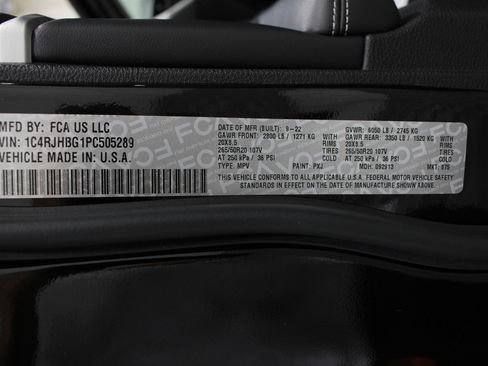 MFD BY: FCA US LLC
VIN: 1C4RJHBG1PC505289
VEHICLE MADE IN: U.S.A.
DATE OF MFR (BUILT): 9-22 GVWR: 6050 LB / 2745 KG
GAWR FRONT: 2800 LB / 1271 KG WITH GAWR REAR: 3350 LB / 1520 KG WITH
20X8.5 RIMS 20X8.5 RIMS
265/50R20 107V TIRES 265/50R20 107V TIRES
AT 250 kPa / 36 PSI AT 250 kPa / 36 PSI
TYPE: MPV PAINT: PXJ MDH: 092913 MXT: 87S
THIS VEHICLE CONFORMS TO ALL APPLICABLE U.S.A. FEDERAL MOTOR VEHICLE SAFETY
STANDARDS IN EFFECT ON THE DATE OF MANUFACTURE SHOWN ABOVE.